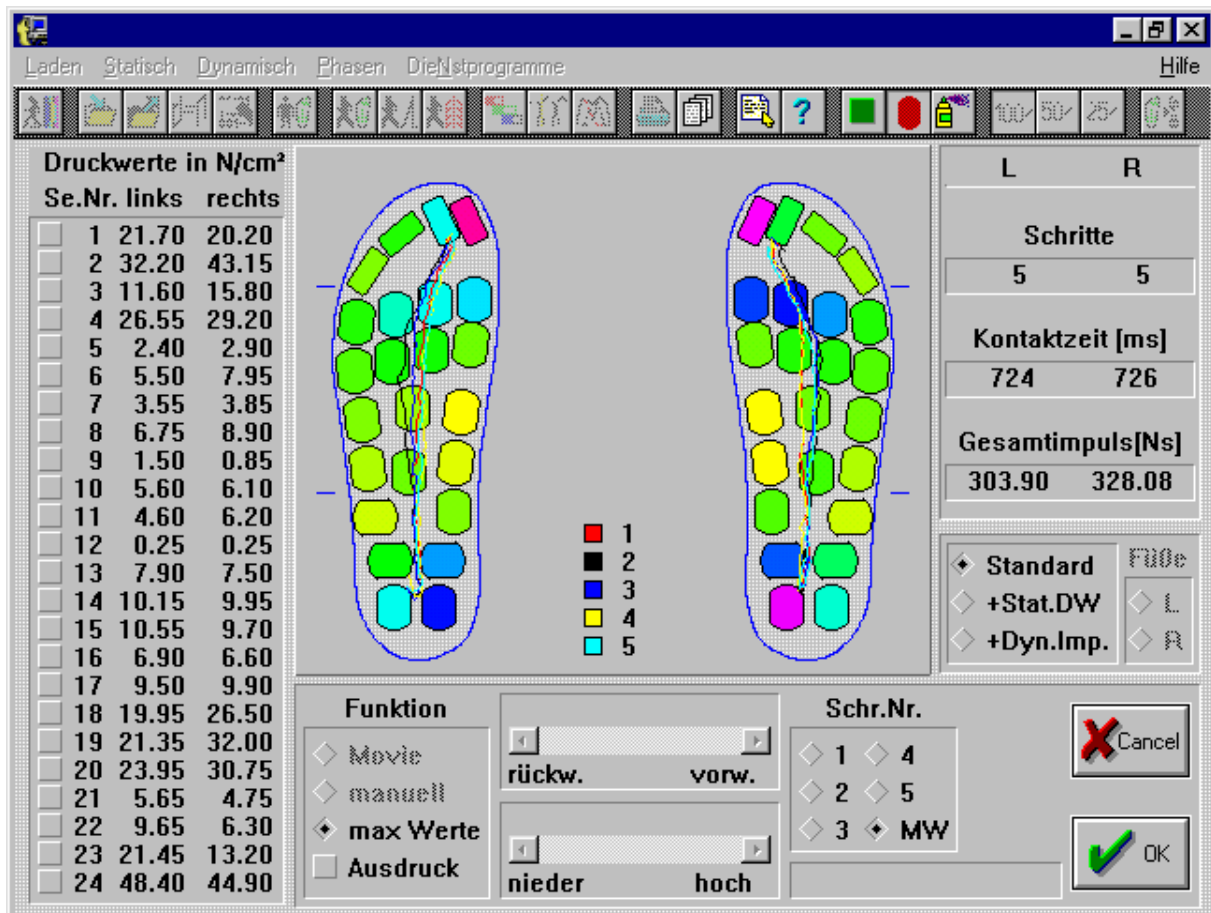 Laden Statisch Dynamisch Phasen DieNstprogramme Hilfe
100 50 25
Druckwerte in N/cm²
Se.Nr. links rechts
1 21.70 20.20
2 32.20 43.15
3 11.60 15.80
4 26.55 29.20
5 2.40 2.90
6 5.50 7.95
7 3.55 3.85
8 6.75 8.90
9 1.50 0.85
10 5.60 6.10
11 4.60 6.20
12 0.25 0.25
13 7.90 7.50
14 10.15 9.95
15 10.55 9.70
16 6.90 6.60
17 9.50 9.90
18 19.95 26.50
19 21.35 32.00
20 23.95 30.75
21 5.65 4.75
22 9.65 6.30
23 21.45 13.20
24 48.40 44.90
1
2
3
4
5
L R
Schritte
5 5
Kontaktzeit [ms]
724 726
Gesamtimpuls[Ns]
303.90 328.08
Standard
+Stat.DW
+Dyn.Imp.
Füße
L
R
Funktion
Movie
manuell
max Werte
Ausdruck
rückw. vorw.
nieder hoch
Schr.Nr.
1 4
2 5
3 MW
Cancel
OK